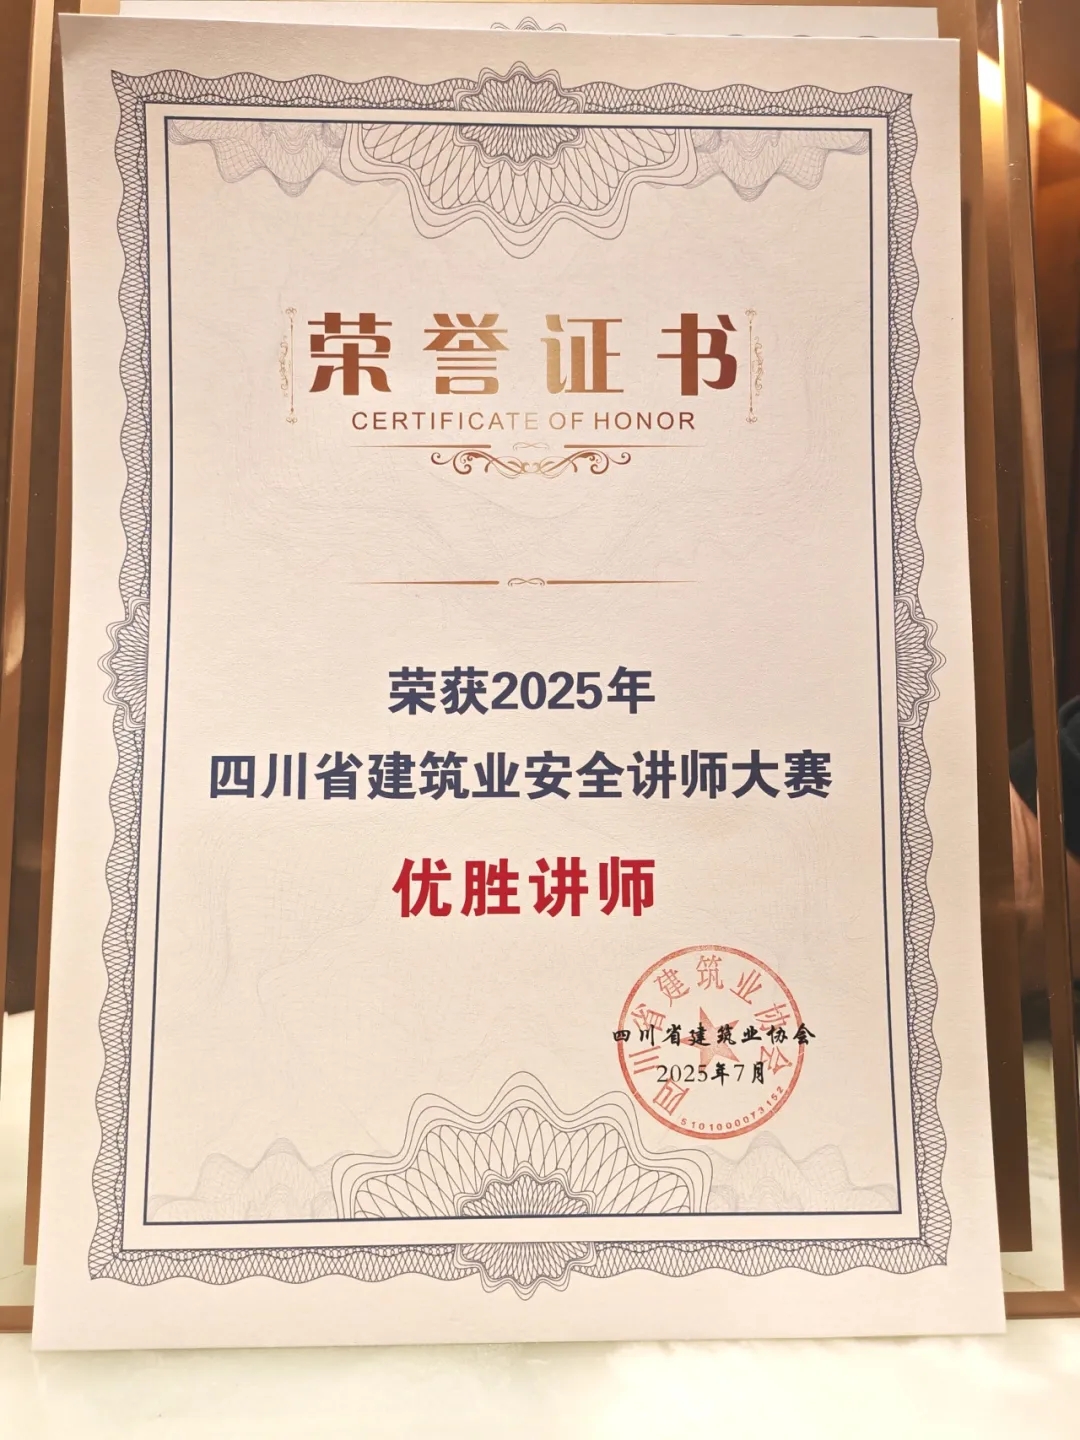 荣誉证书
CERTIFICATE OF HONOR
荣获2025年
四川省建筑业安全讲师大赛
优胜讲师
四川省建筑业协会
四川省建筑业协会
2025年7月
5101000073152